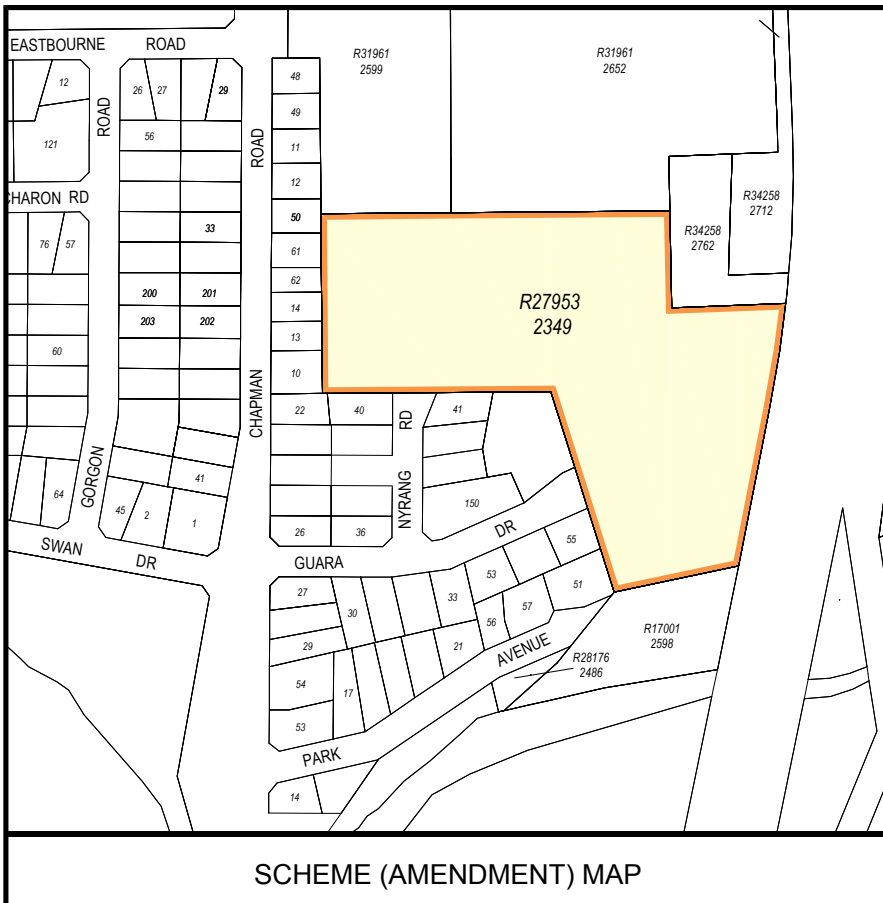 EASTBOURNE ROAD
R31961
2599
R31961
2652
12
26
27
29
48
ROAD
49
56
ROAD
121
11
12
CHARON RD
R34258
2712
50
33
R34258
2762
76
57
61
62
200
201
14
R27953
2349
203
202
13
60
10
CHAPMAN
22
40
RD
41
GORGON
41
64
NYRANG
150
45
2
1
26
36
DR
SWAN DR
GUARA
55
53
27
30
33
51
57
56
R17001
2598
29
21
AVENUE
R28176
2486
54
17
53
PARK
14
SCHEME (AMENDMENT) MAP